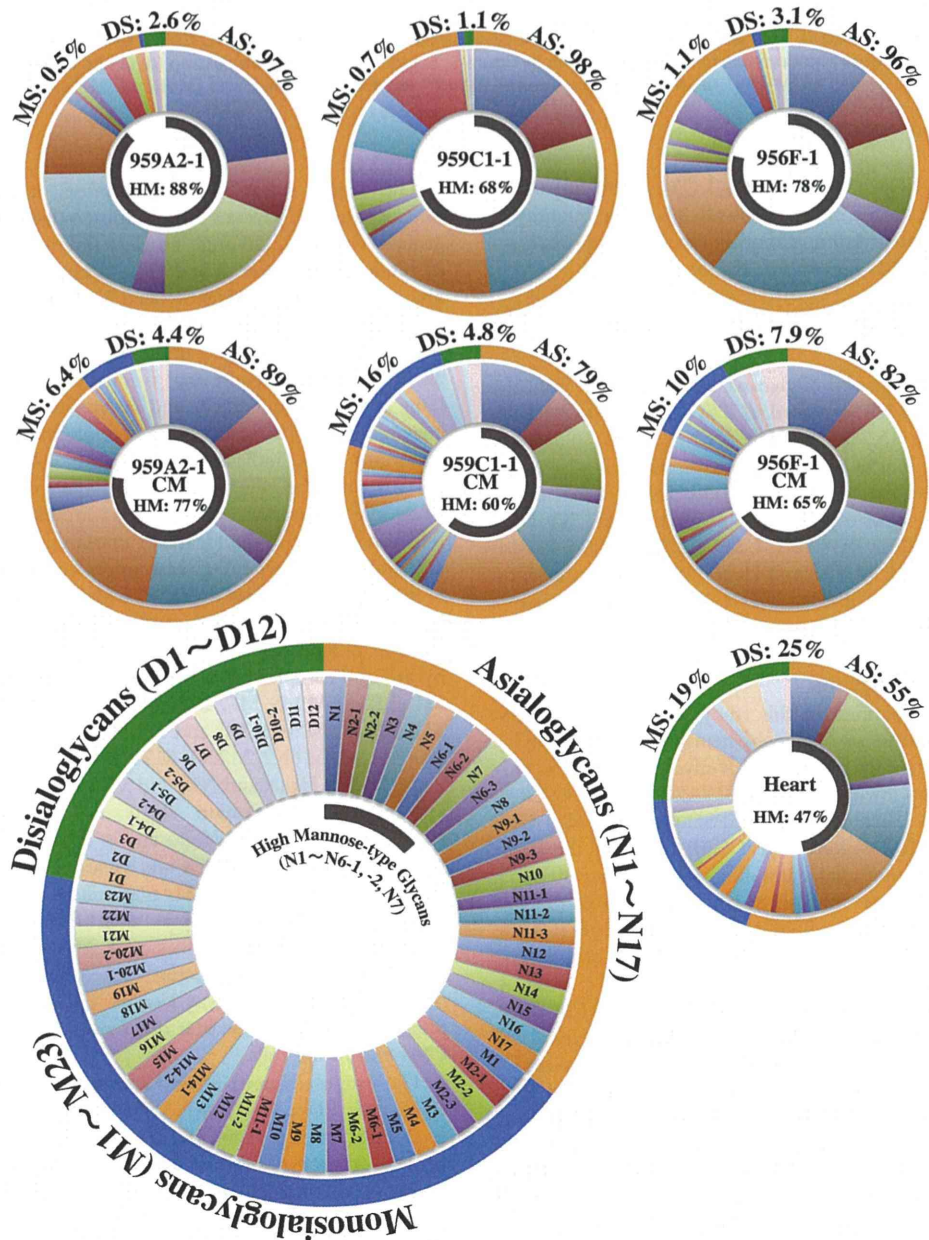 DS: 2.6%
MS: 0.5%
AS: 97%
959A2-1
HM: 88%
DS: 1.1%
MS: 0.7%
AS: 98%
959C1-1
HM: 68%
DS: 3.1%
MS: 1.1%
AS: 96%
956F-1
HM: 78%
DS: 4.4%
MS: 6.4%
AS: 89%
959A2-1
CM
HM: 77%
DS: 4.8%
MS: 16%
AS: 79%
959C1-1
CM
HM: 60%
DS: 7.9%
MS: 10%
AS: 82%
956F-1
CM
HM: 65%
DS: 25%
MS: 19%
AS: 55%
Heart
HM: 47%
Disialoglycans (D1～D12)
Asialoglycans (N1～N17)
Monosialoglycans (M1～M23)
High Mannose-type Glycans
(N1～N6-1, -2, N7)
N1
N2-1
N2-2
N3
N4
N5
N6-1
N6-2
N7
N6-3
N8
N9-1
N9-2
N9-3
N10
N11-1
N11-2
N11-3
N12
N13
N14
N15
N16
N17
M1
M2-1
M2-2
M2-3
M3
M4
M5
M6-1
M6-2
M7
M8
M9
M10
M11-1
M11-2
M12
M13
M14-1
M14-2
M15
M16
M17
M18
M19
M20-1
M20-2
M21
M22
M23
D1
D2
D3
D4-1
D4-2
D5-1
D5-2
D6
D7
D8
D9
D10-1
D10-2
D11
D12